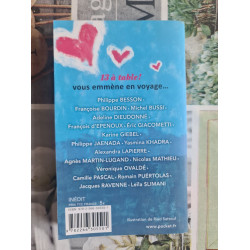 13 à table!
vous emmène en voyage...
Philippe BESSON
Françoise BOURDIN • Michel BUSSI
Adeline DIEUDONNÉ
François d'EPENOUX • Éric GIACOMETTI
Karine GIEBEL
Philippe JAENADA • Yasmina KHADRA
Alexandra LAPIERRE
Agnès MARTIN-LUGAND • Nicolas MATHIEU
Véronique OVALDÉ
Camille PASCAL • Romain PUÉRTOLAS
Jacques RAVENNE • Leïla SLIMANI
INÉDIT
5€
www.pocket.fr